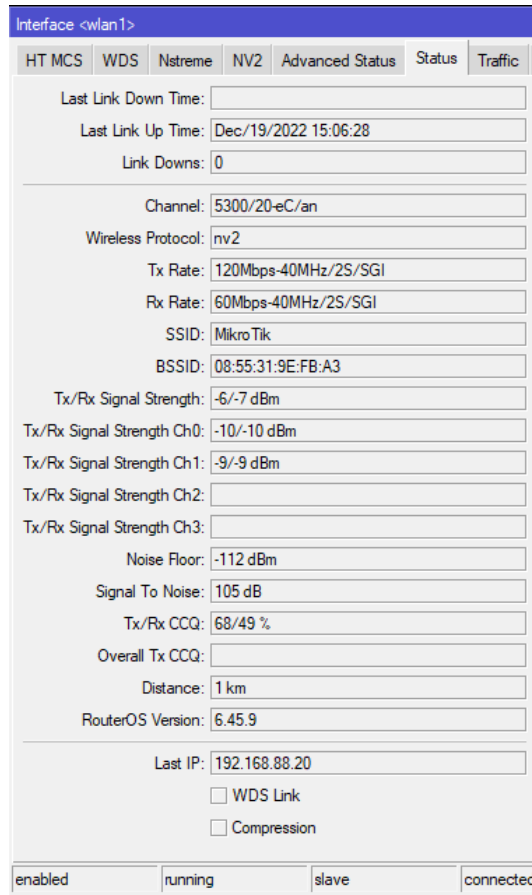 Interface <wlan1>
HT MCS WDS Nstreme NV2 Advanced Status Status Traffic
Last Link Down Time:
Last Link Up Time: Dec/19/2022 15:06:28
Link Downs: 0
Channel: 5300/20-eC/an
Wireless Protocol: nv2
Tx Rate: 120Mbps-40MHz/2S/SGI
Rx Rate: 60Mbps-40MHz/2S/SGI
SSID: MikroTik
BSSID: 08:55:31:9E:FB:A3
Tx/Rx Signal Strength: -6/-7 dBm
Tx/Rx Signal Strength Ch0: -10/-10 dBm
Tx/Rx Signal Strength Ch1: -9/-9 dBm
Tx/Rx Signal Strength Ch2:
Tx/Rx Signal Strength Ch3:
Noise Floor: -112 dBm
Signal To Noise: 105 dB
Tx/Rx CCQ: 68/49 %
Overall Tx CCQ:
Distance: 1 km
RouterOS Version: 6.45.9
Last IP: 192.168.88.20
WDS Link
Compression
enabled running slave connected